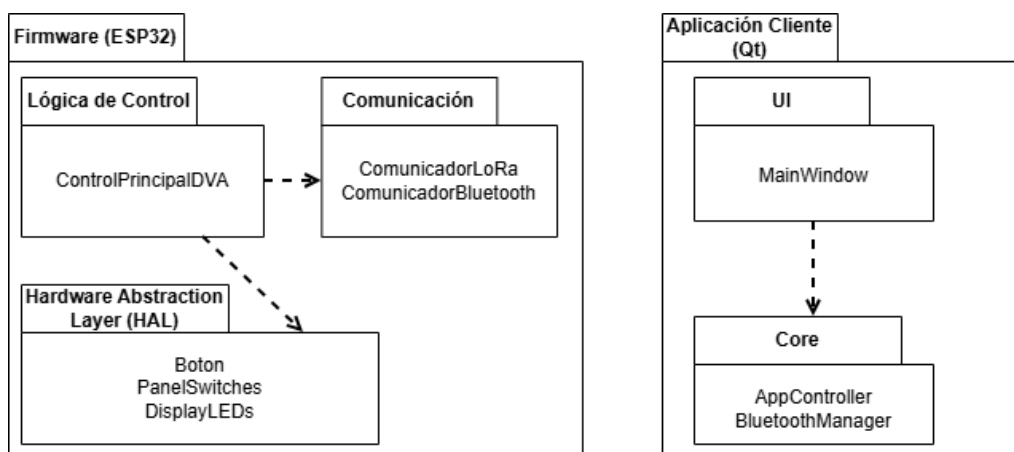 Firmware (ESP32)
Lógica de Control
ControlPrincipalDVA
Comunicación
ComunicadorLoRa
ComunicadorBluetooth
Hardware Abstraction
Layer (HAL)
Boton
PanelSwitches
DisplayLEDs
Aplicación Cliente
(Qt)
UI
MainWindow
Core
AppController
BluetoothManager